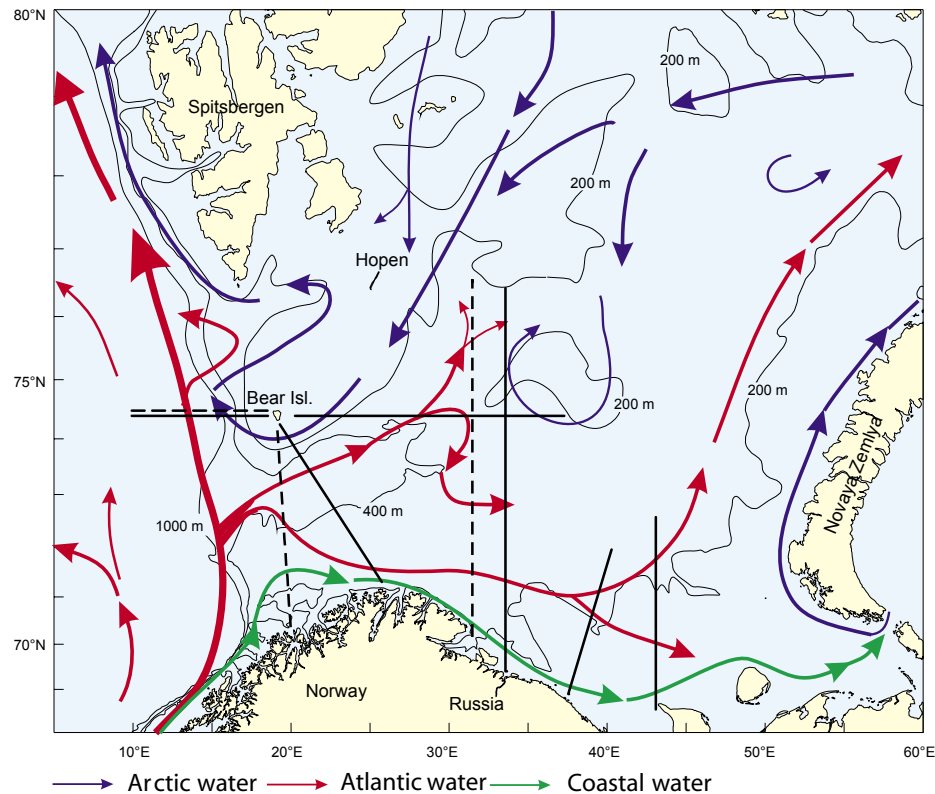 80°N
200 m
Spitsbergen
200 m
Hopen
75°N
Bear Isl.
200 m
200 m
Novaya Zemlya
400 m
1000 m
70°N
Norway
Russia
10°E
20°E
30°E
40°E
50°E
60°E
Arctic water
Atlantic water
Coastal water